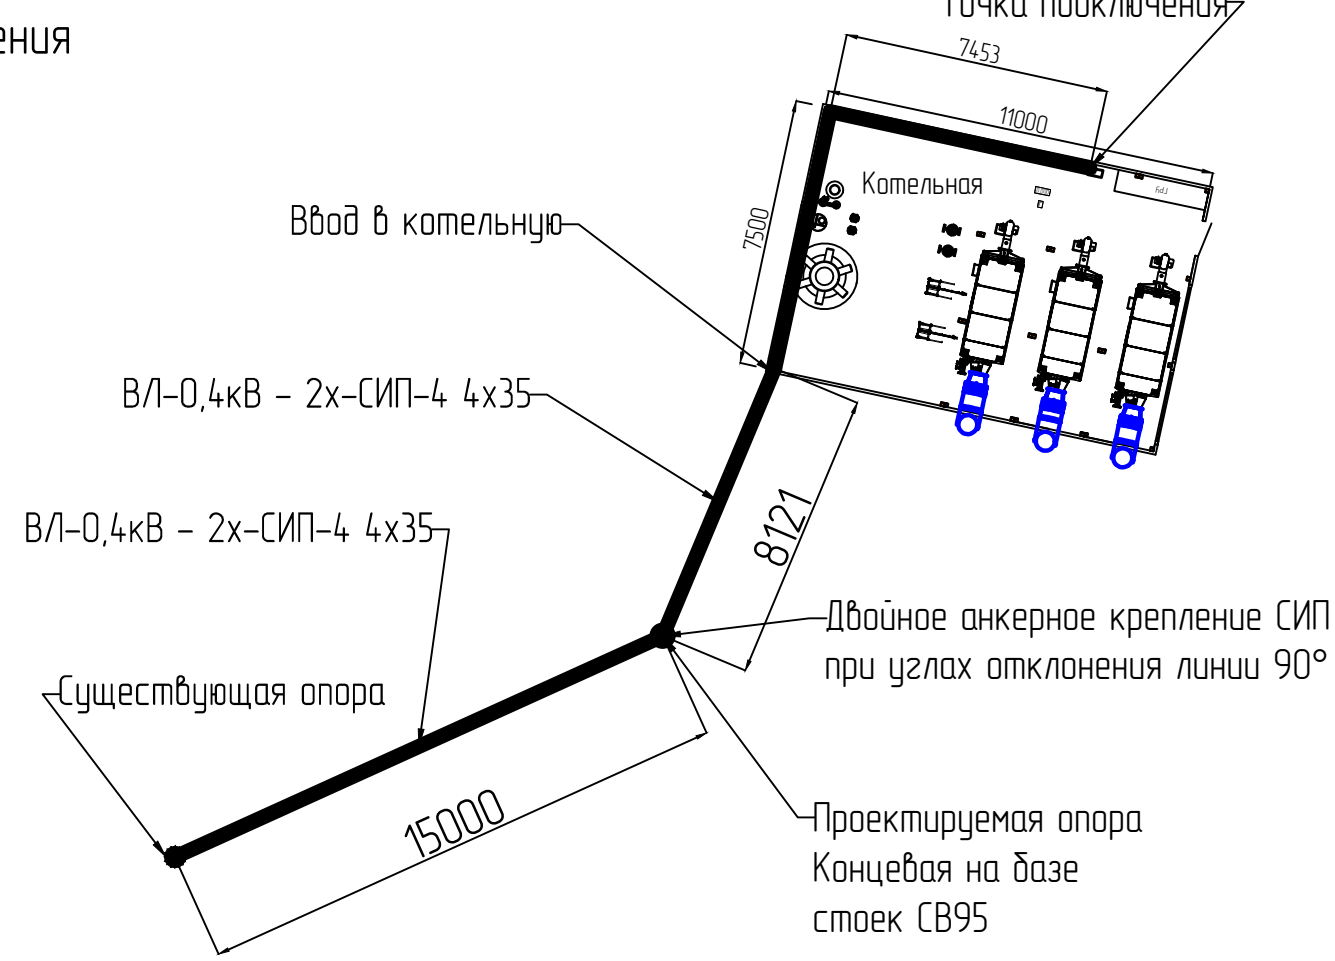 ения
Точка подключения
7453
11000
Котельная
ГРУ
7500
Ввод в котельную
ВЛ-0,4кВ - 2х-СИП-4 4х35
8121
ВЛ-0,4кВ - 2х-СИП-4 4х35
Двойное анкерное крепление СИП
при углах отклонения линии 90°
Существующая опора
15000
Проектируемая опора
Концевая на базе
стоек СВ95